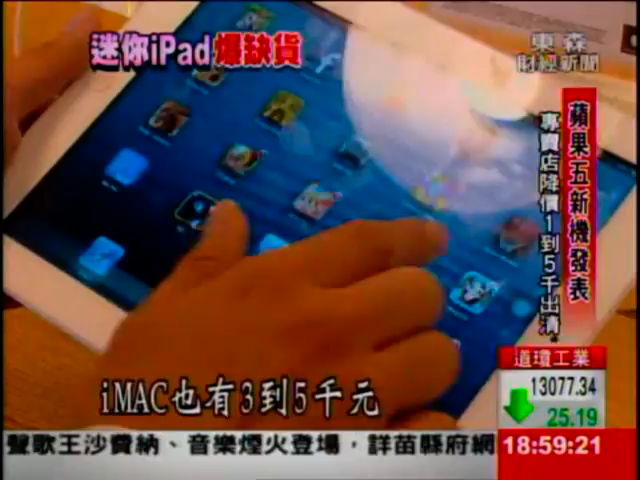 迷你iPad爆缺貨
東森
財經新聞
蘋果五新機發表
專賣店降價1到5千出清
道瓊工業
13077.34
25.19
iMAC也有3到5千元
聲歌王沙費納、音樂煙火登場，詳苗縣府網
18:59:21